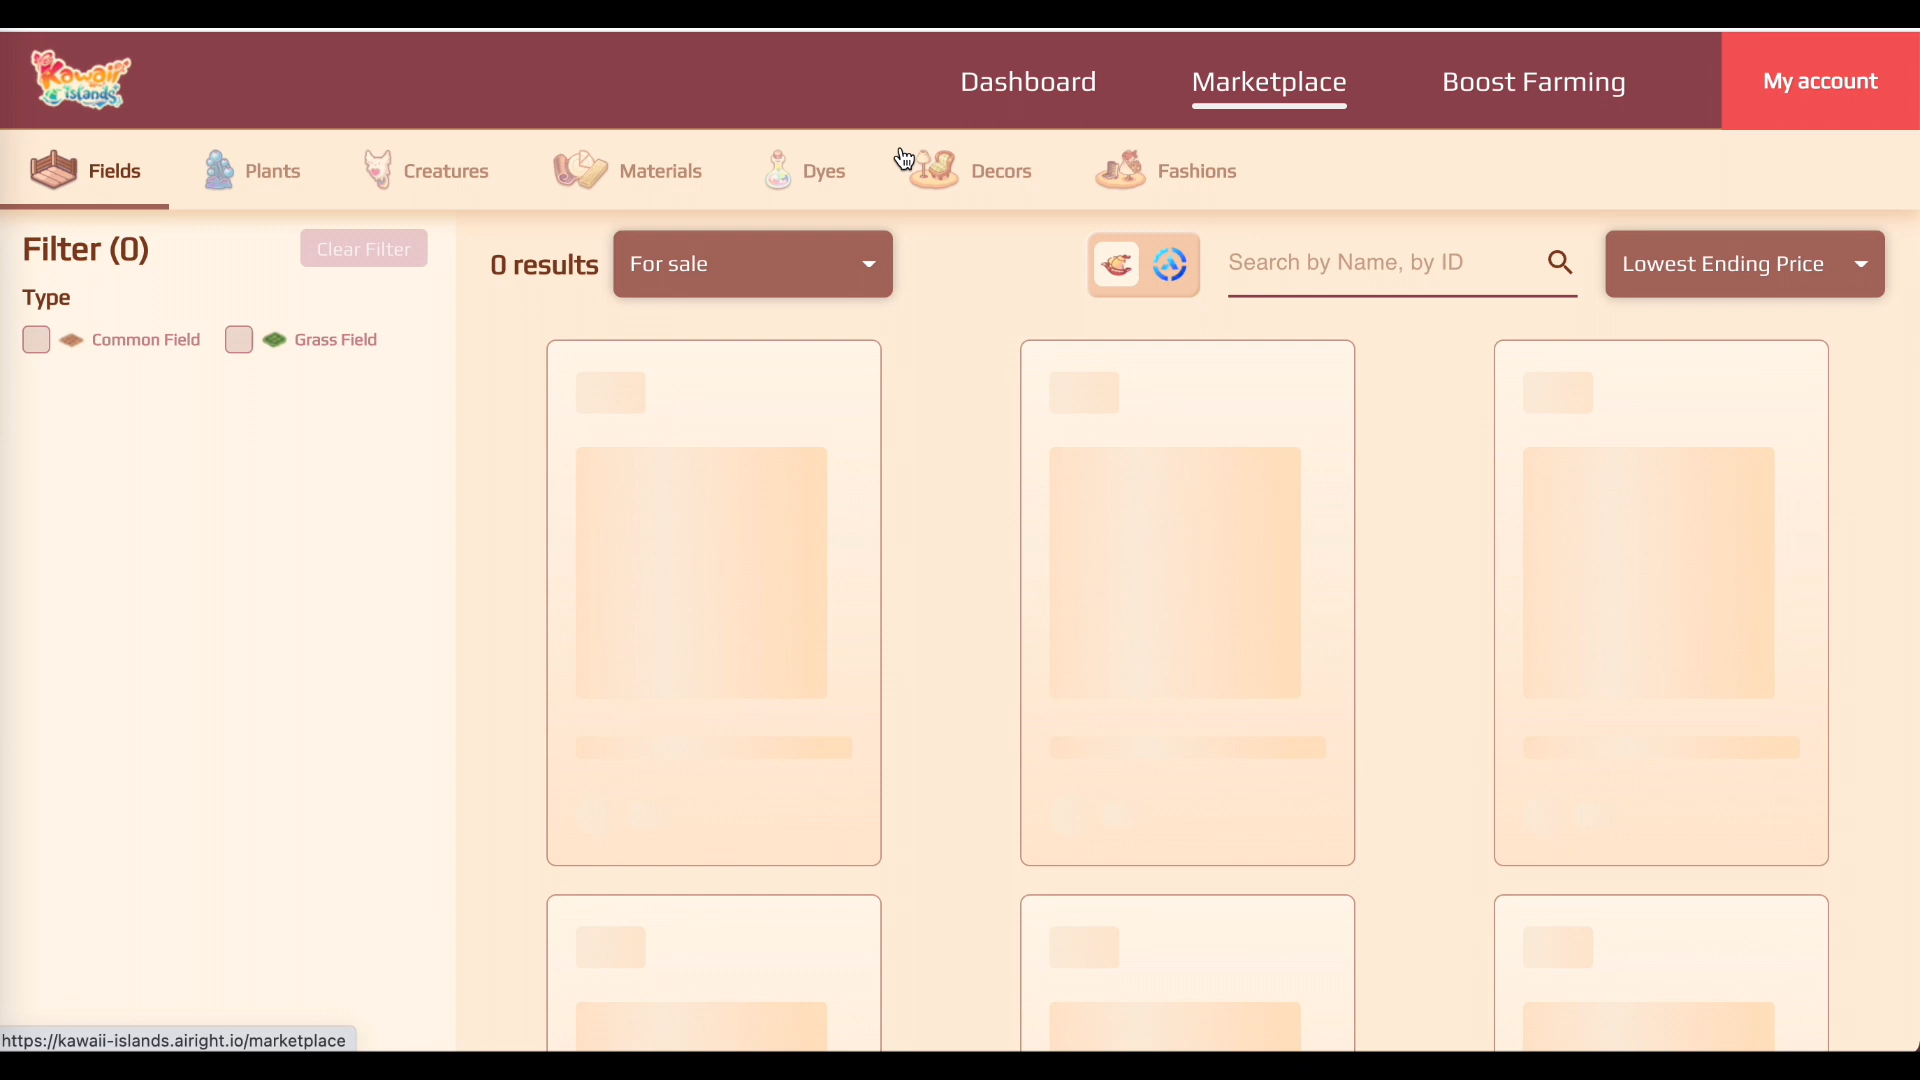 Kawaii Islands
Dashboard
Marketplace
Boost Farming
My account
Fields
Plants
Creatures
Materials
Dyes
Decors
Fashions
Filter (0)
Clear Filter
0 results
For sale
Search by Name, by ID
Lowest Ending Price
Type
Common Field
Grass Field
https://kawaii-islands.airight.io/marketplace